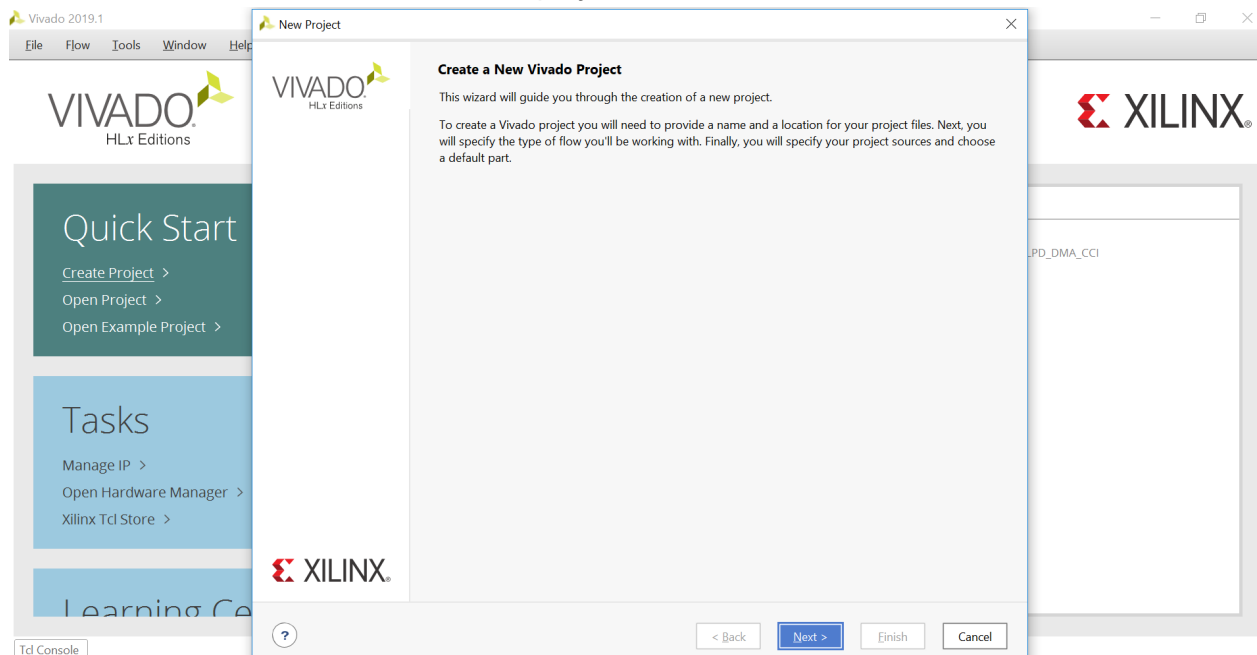 Vivado 2019.1
File Flow Tools Window Help
VIVADO.
HLx Editions
XILINX®
Quick Start
Create Project >
Open Project >
Open Example Project >
Tasks
Manage IP >
Open Hardware Manager >
Xilinx Tcl Store >
Learning Ce
Tcl Console
New Project
VIVADO.
HLx Editions
Create a New Vivado Project
This wizard will guide you through the creation of a new project.
To create a Vivado project you will need to provide a name and a location for your project files. Next, you
will specify the type of flow you'll be working with. Finally, you will specify your project sources and choose
a default part.
XILINX®
?
< Back
Next >
Finish
Cancel
LPD_DMA_CCI